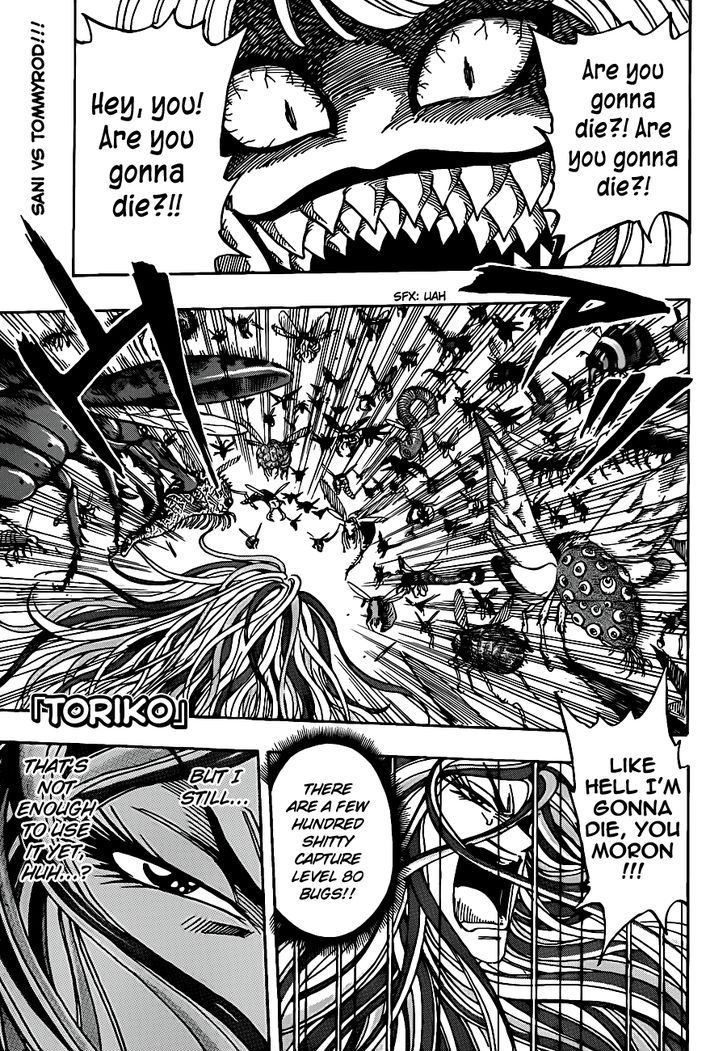 Are you
gonna
die?! Are
you gonna
die?!
Hey, you!
Are you
gonna
die?!!
SANI VS TOMMYROD!!!
SFX: UAH
『TORIKO』
LIKE
HELL I'M
GONNA
DIE, YOU
MORON
!!!
THERE
ARE A FEW
HUNDRED
SHITTY
CAPTURE
LEVEL 80
BUGS!!
BUT I
STILL...
THAT'S
NOT
ENOUGH
TO USE
IT YET,
HUH...?